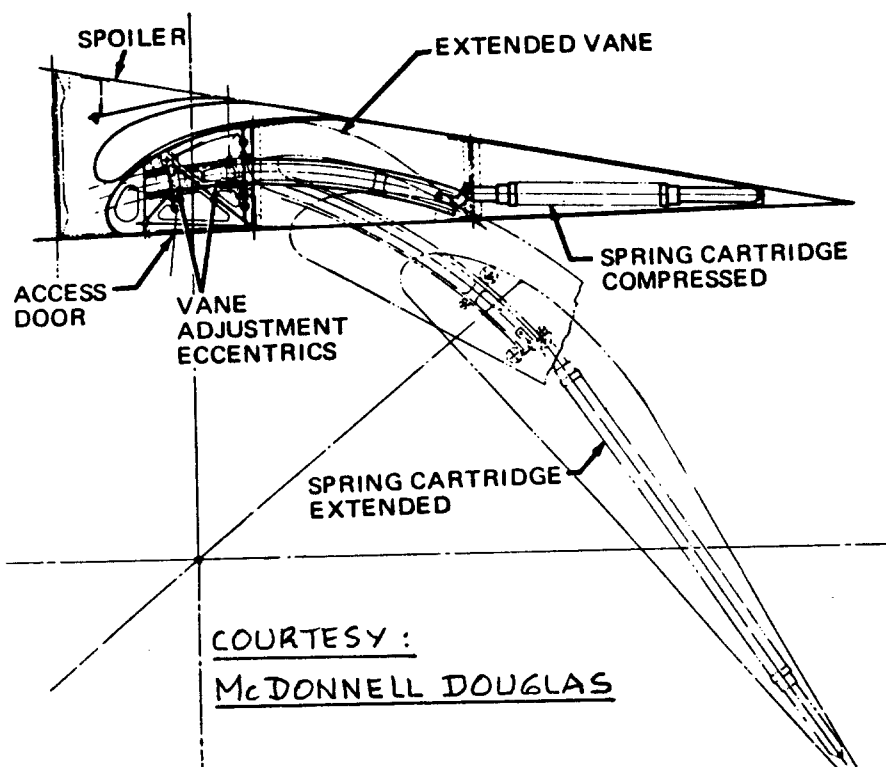 SPOILER
EXTENDED VANE
SPRING CARTRIDGE
COMPRESSED
ACCESS
DOOR
VANE
ADJUSTMENT
ECCENTRICS
SPRING CARTRIDGE
EXTENDED
COURTESY :
McDONNELL DOUGLAS